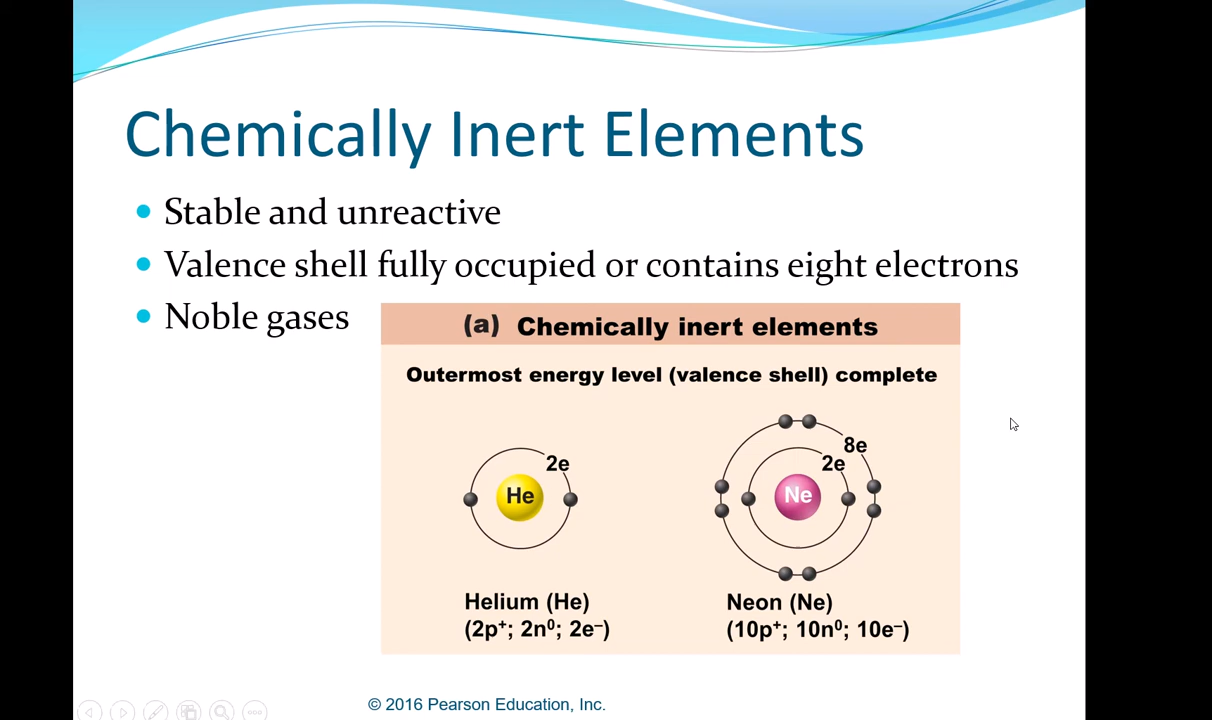 Chemically Inert Elements
Stable and unreactive
Valence shell fully occupied or contains eight electrons
Noble gases
(a) Chemically inert elements
Outermost energy level (valence shell) complete
2e
He
8e
2e
Ne
Helium (He)
(2p⁺; 2n⁰; 2e⁻)
Neon (Ne)
(10p⁺; 10n⁰; 10e⁻)
© 2016 Pearson Education, Inc.